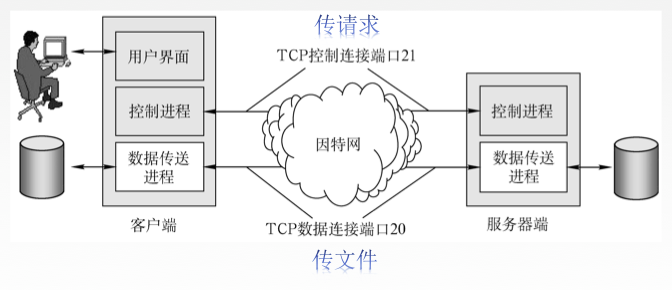 传请求
TCP控制连接端口21
用户界面
控制进程
控制进程
因特网
数据传送
进程
数据传送
进程
客户端
TCP数据连接端口20
服务器端
传文件